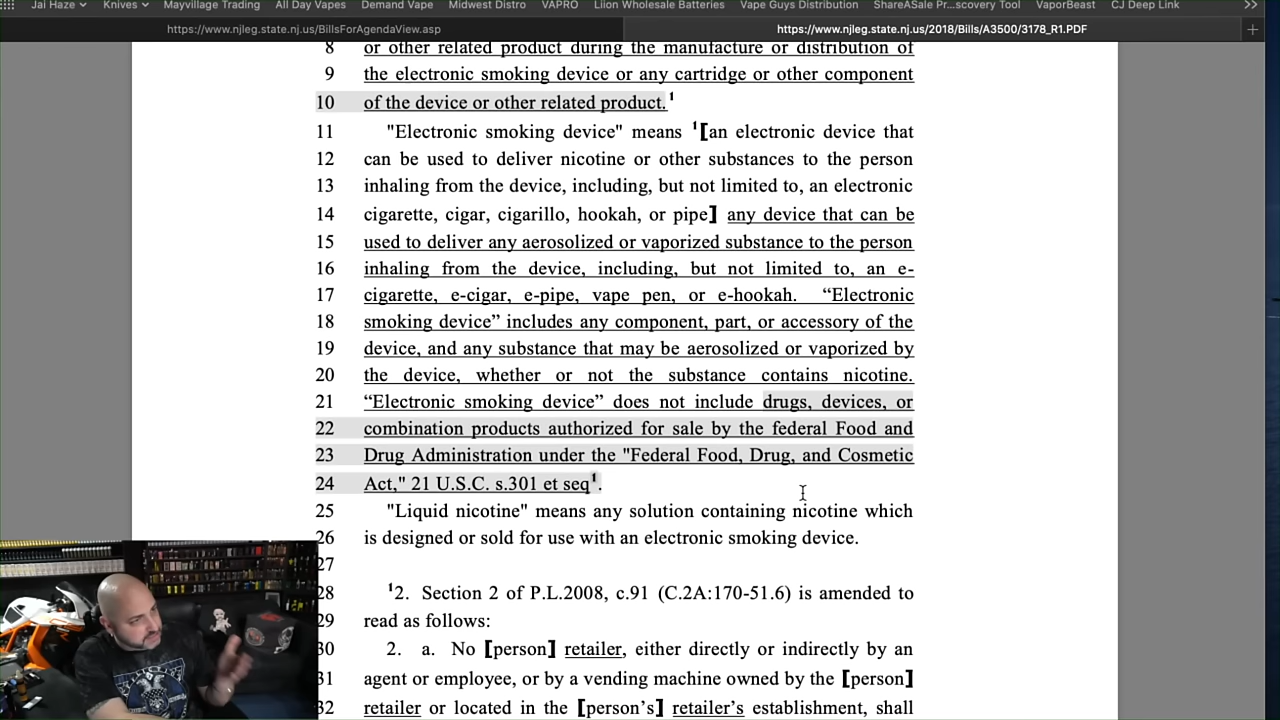 Jai Haze Knives Mayvillage Trading All Day Vapes Demand Vape Midwest Distro VAPRO Liion Wholesale Batteries Vape Guys Distribution ShareASale Pr...scovery Tool VaporBeast CJ Deep Link
https://www.njleg.state.nj.us/BillsForAgendaView.asp https://www.njleg.state.nj.us/2018/Bills/A3500/3178_R1.PDF
8 or other related product during the manufacture or distribution of
9 the electronic smoking device or any cartridge or other component
10 of the device or other related product.¹
11 "Electronic smoking device" means ¹[an electronic device that
12 can be used to deliver nicotine or other substances to the person
13 inhaling from the device, including, but not limited to, an electronic
14 cigarette, cigar, cigarillo, hookah, or pipe] any device that can be
15 used to deliver any aerosolized or vaporized substance to the person
16 inhaling from the device, including, but not limited to, an e-
17 cigarette, e-cigar, e-pipe, vape pen, or e-hookah. “Electronic
18 smoking device” includes any component, part, or accessory of the
19 device, and any substance that may be aerosolized or vaporized by
20 the device, whether or not the substance contains nicotine.
21 “Electronic smoking device” does not include drugs, devices, or
22 combination products authorized for sale by the federal Food and
23 Drug Administration under the "Federal Food, Drug, and Cosmetic
24 Act," 21 U.S.C. s.301 et seq¹.
25 "Liquid nicotine" means any solution containing nicotine which
26 is designed or sold for use with an electronic smoking device.
27
28 ¹2. Section 2 of P.L.2008, c.91 (C.2A:170-51.6) is amended to
29 read as follows:
30 2. a. No [person] retailer, either directly or indirectly by an
31 agent or employee, or by a vending machine owned by the [person]
32 retailer or located in the [person's] retailer’s establishment, shall